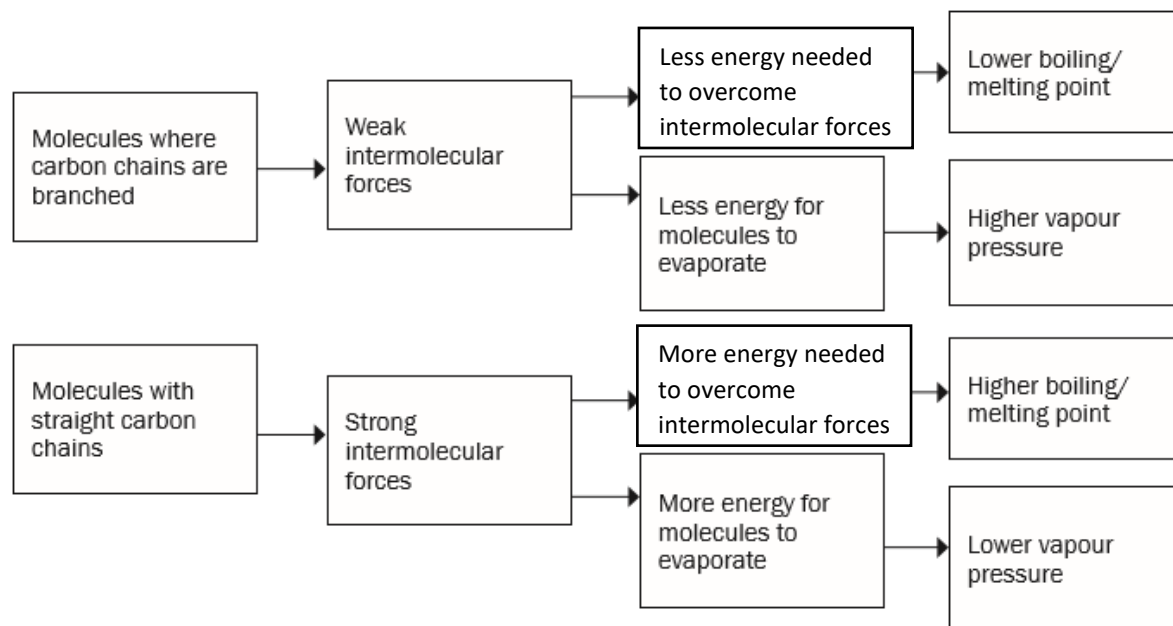 Molecules where
carbon chains are
branched
Weak
intermolecular
forces
Less energy needed
to overcome
intermolecular forces
Lower boiling/
melting point
Less energy for
molecules to
evaporate
Higher vapour
pressure
Molecules with
straight carbon
chains
Strong
intermolecular
forces
More energy needed
to overcome
intermolecular forces
Higher boiling/
melting point
More energy for
molecules to
evaporate
Lower vapour
pressure